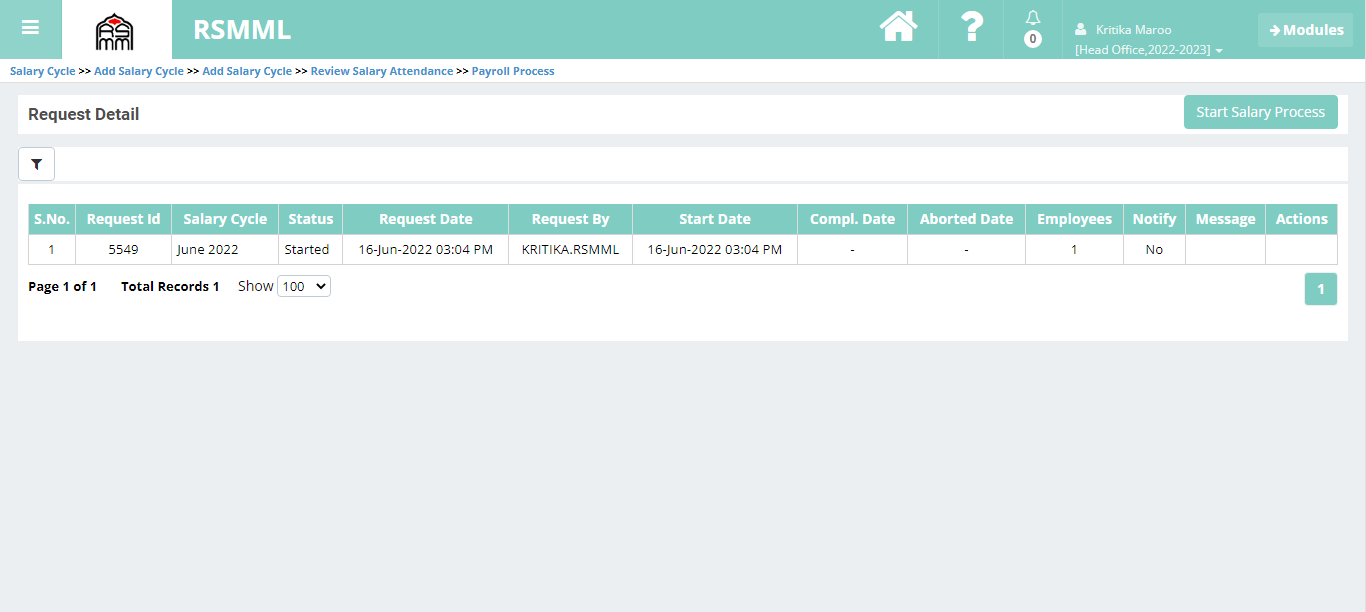 RSMM
RSMML
0
Kritika Maroo
[Head Office,2022-2023]
Modules
Salary Cycle >> Add Salary Cycle >> Add Salary Cycle >> Review Salary Attendance >> Payroll Process
Request Detail
Start Salary Process
S.No. Request Id Salary Cycle Status Request Date Request By Start Date Compl. Date Aborted Date Employees Notify Message Actions
1 5549 June 2022 Started 16-Jun-2022 03:04 PM KRITIKA.RSMML 16-Jun-2022 03:04 PM - - 1 No
Page 1 of 1 Total Records 1 Show 100 1